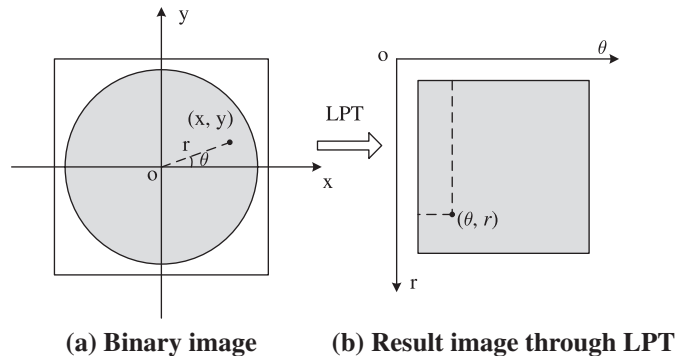 y
(x, y)
r
θ
o
x
LPT
o
θ
(θ, r)
r
(a) Binary image
(b) Result image through LPT